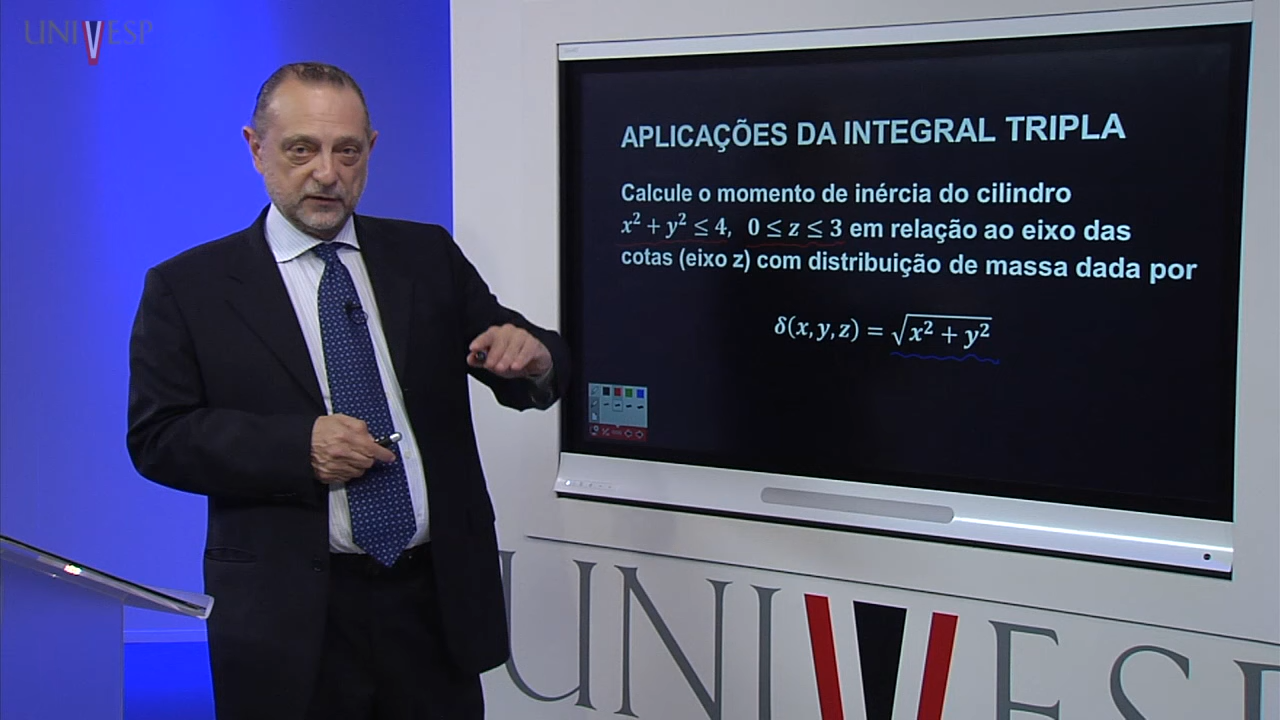 UNIVESP
APLICAÇÕES DA INTEGRAL TRIPLA
Calcule o momento de inércia do cilindro
x² + y² ≤ 4, 0 ≤ z ≤ 3 em relação ao eixo das
cotas (eixo z) com distribuição de massa dada por
δ(x, y, z) = √(x² + y²)
UNIVESP